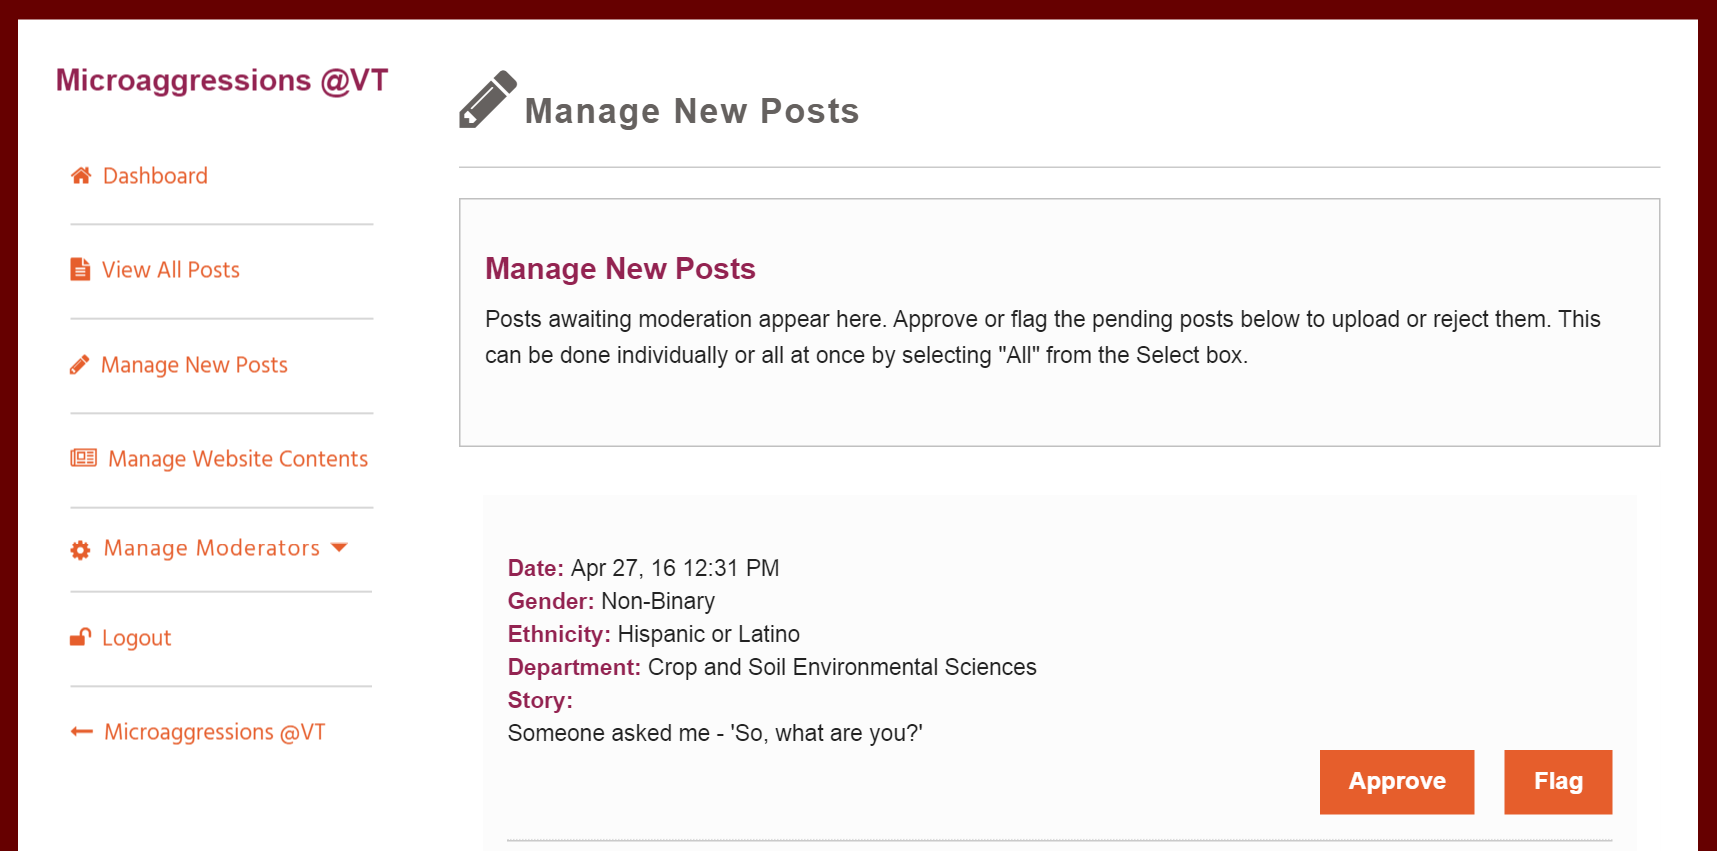 Microaggressions @VT
Dashboard
View All Posts
Manage New Posts
Manage Website Contents
Manage Moderators
Logout
Microaggressions @VT
Manage New Posts
Manage New Posts
Posts awaiting moderation appear here. Approve or flag the pending posts below to upload or reject them. This
can be done individually or all at once by selecting "All" from the Select box.
Date: Apr 27, 16 12:31 PM
Gender: Non-Binary
Ethnicity: Hispanic or Latino
Department: Crop and Soil Environmental Sciences
Story:
Someone asked me - 'So, what are you?'
Approve Flag